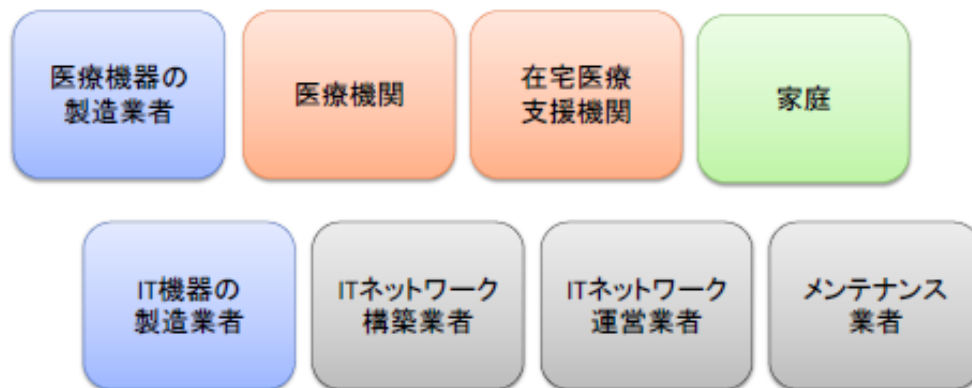 医療機器の
製造業者
医療機関
在宅医療
支援機関
家庭
IT機器の
製造業者
ITネットワーク
構築業者
ITネットワーク
運営業者
メンテナンス
業者